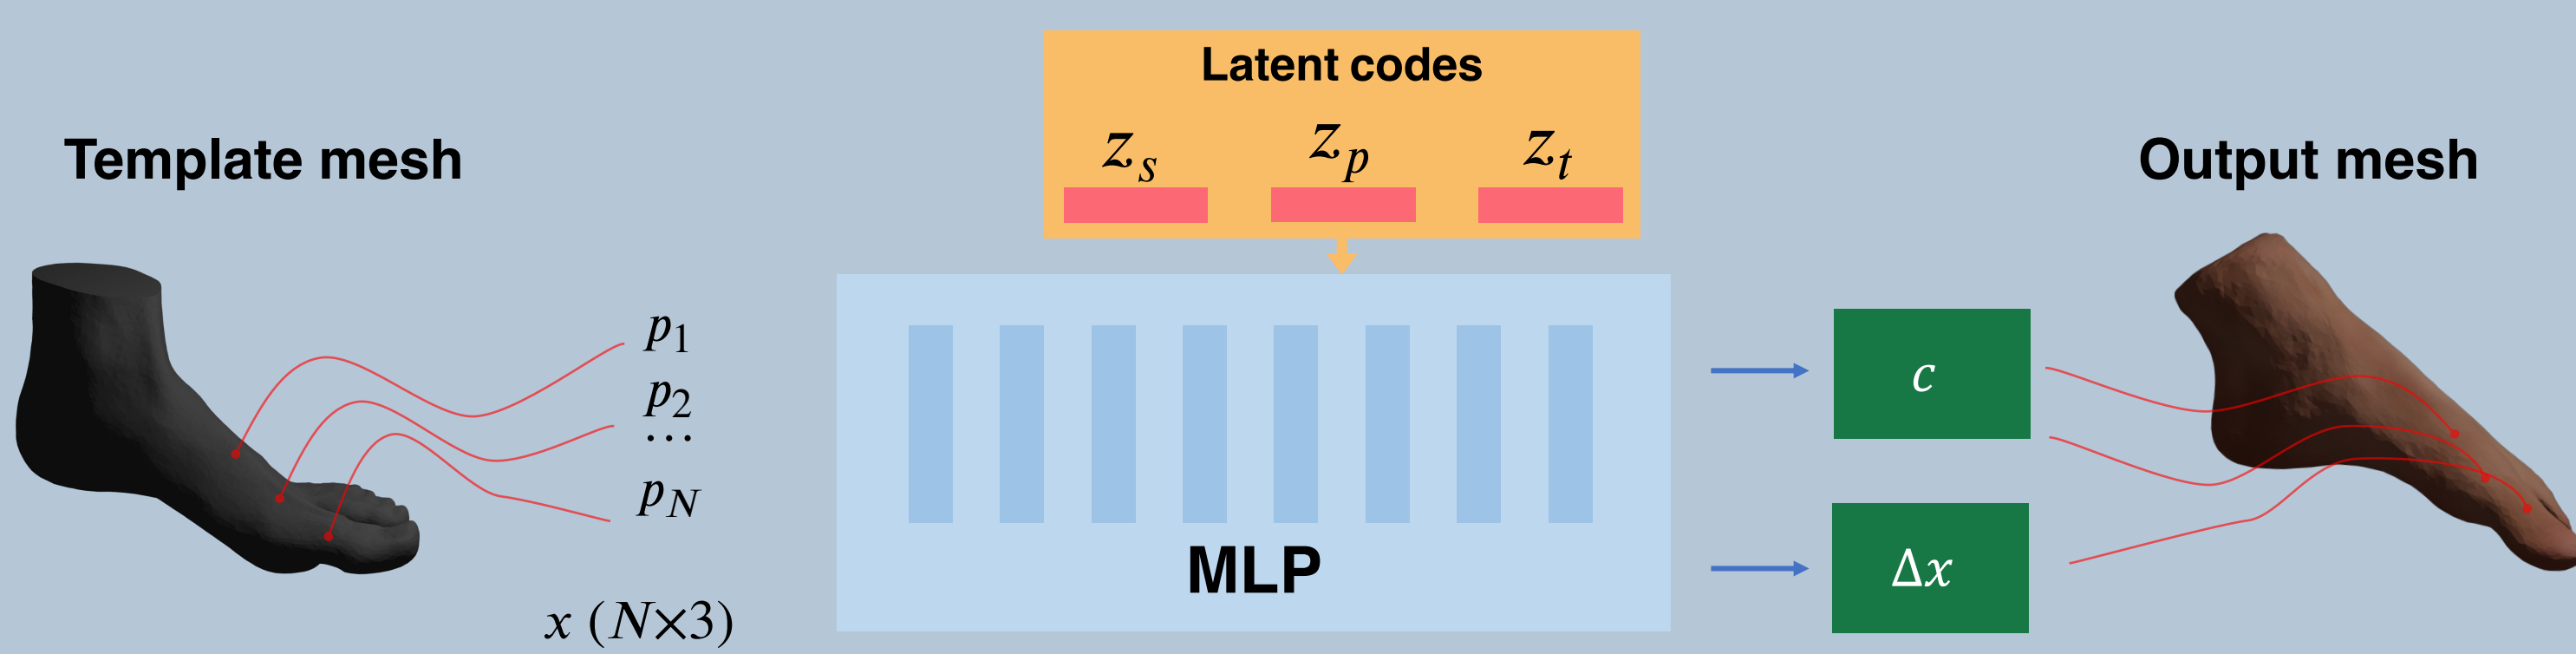 Latent codes
z_s z_p z_t
Template mesh
Output mesh
p_1
p_2
...
p_N
x (N×3)
MLP
c
Δx